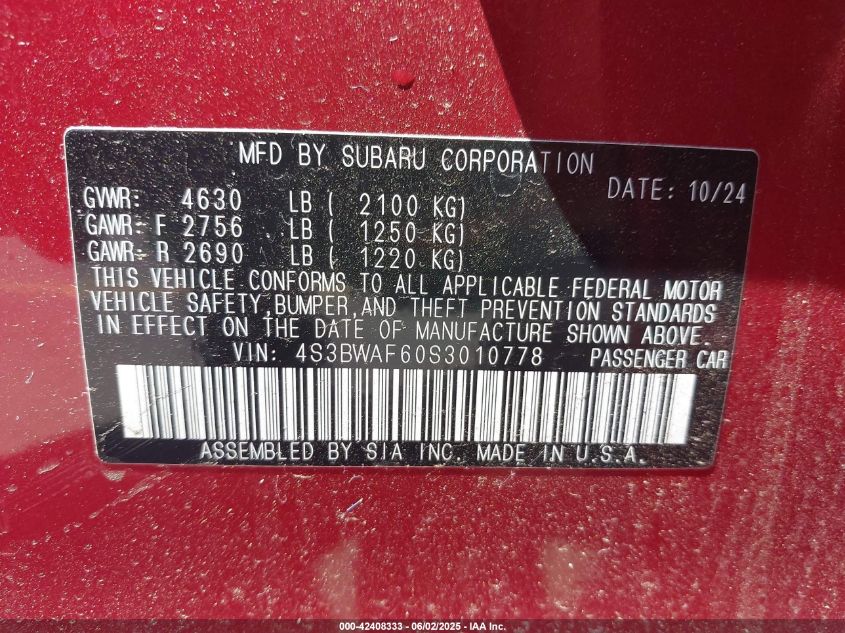 MFD BY SUBARU CORPORATION
DATE: 10/24
GVWR: 4630 LB ( 2100 KG)
GAWR: F 2756 LB ( 1250 KG)
GAWR: R 2690 LB ( 1220 KG)
THIS VEHICLE CONFORMS TO ALL APPLICABLE FEDERAL MOTOR
VEHICLE SAFETY,BUMPER,AND THEFT PREVENTION STANDARDS
IN EFFECT ON THE DATE OF MANUFACTURE SHOWN ABOVE.
VIN: 4S3BWAF60S3010778 PASSENGER CAR
ASSEMBLED BY SIA INC. MADE IN U.S.A.
000-42408333 - 06/02/2025 - IAA Inc.